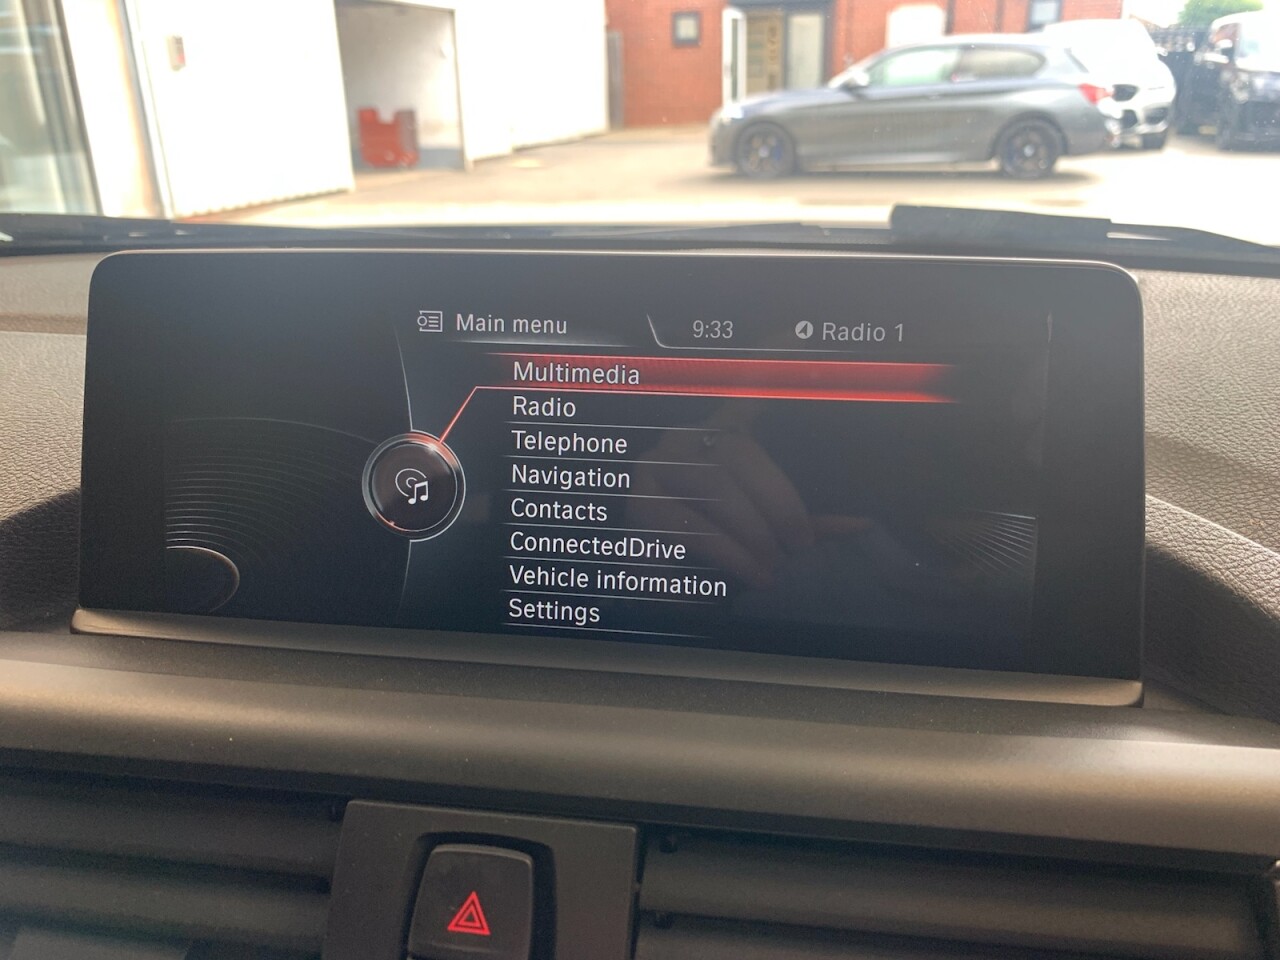 Main menu
9:33
Radio 1
Multimedia
Radio
Telephone
Navigation
Contacts
ConnectedDrive
Vehicle information
Settings